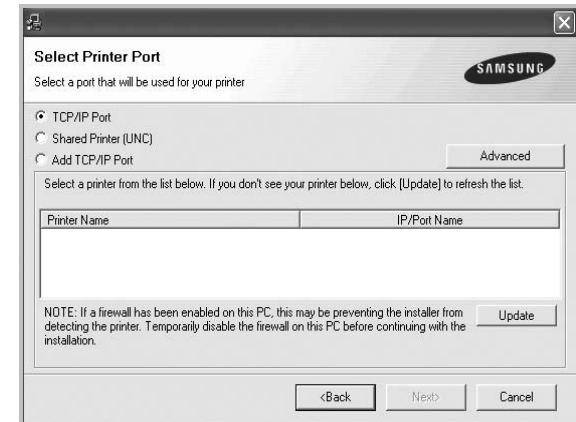 Select Printer Port
Select a port that will be used for your printer
SAMSUNG
TCP/IP Port
Shared Printer (UNC)
Add TCP/IP Port
Advanced
Select a printer from the list below. If you don't see your printer below, click [Update] to refresh the list.
Printer Name IP/Port Name
NOTE: If a firewall has been enabled on this PC, this may be preventing the installer from
detecting the printer. Temporarily disable the firewall on this PC before continuing with the
installation.
Update
<Back Next> Cancel